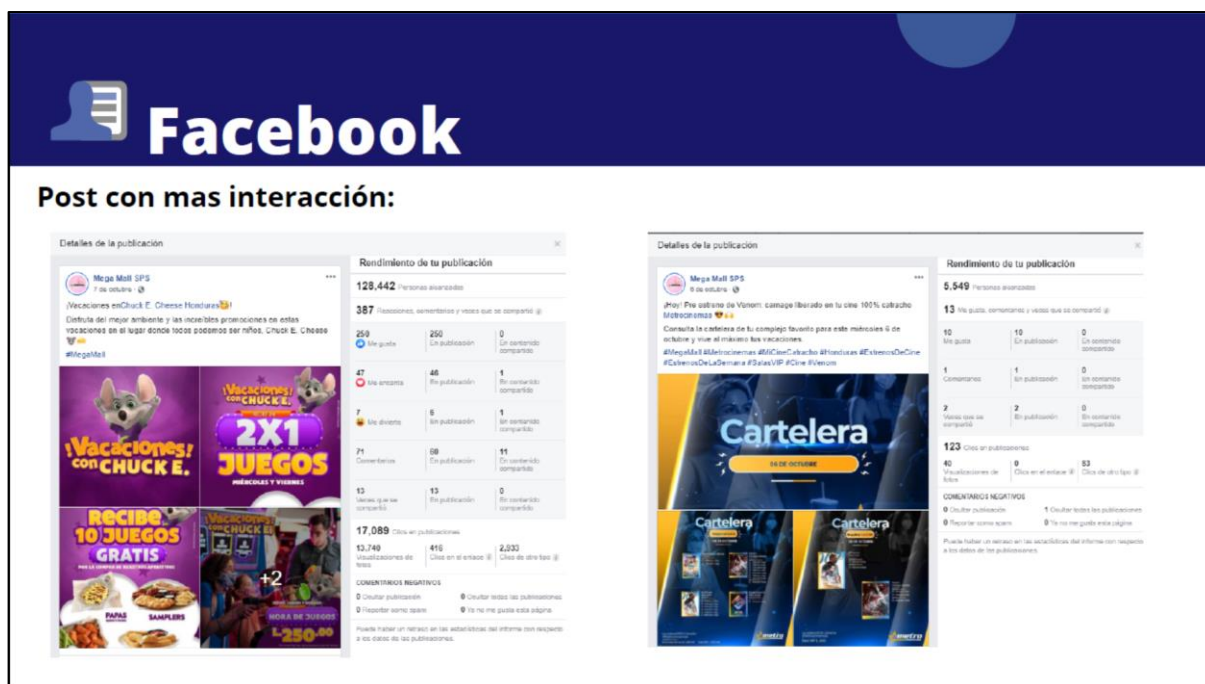 Facebook
Post con mas interacción:
Detalles de la publicación
Mega Mall SPS
7 de octubre
¡Vacaciones enChuck E. Cheese Honduras!
Disfruta del mejor ambiente y las increíbles promociones en estas
vacaciones en el lugar donde todos podemos ser niños, Chuck E. Cheese
#MegaMall
¡Vacaciones!
con CHUCK E.
¡Vacaciones!
con CHUCK E.
2X1
JUEGOS
MIÉRCOLES Y VIERNES
RECIBE
10 JUEGOS
GRATIS
PAPAS
SAMPLERS
¡Vacaciones!
con CHUCK E!
+2
HORA DE JUEGOS
L.250.00
Rendimiento de tu publicación
128,442 Personas alcanzadas
387 Reacciones, comentarios y veces que se compartió
250 0
Me gusta En publicación En contenido
compartido
47 46 1
Me encanta En publicación En contenido
compartido
7 6 1
Me divierte En publicación En contenido
compartido
71 60 11
Comentarios En publicación En contenido
compartido
13 13 0
Veces que se En publicación En contenido
compartió compartido
17,089 Clics en publicaciones
13,740 416 2,933
Visualizaciones de Clics en el enlace Clics de otro tipo
fotos
COMENTARIOS NEGATIVOS
0 Ocultar publicación 0 Ocultar todas las publicaciones
0 Reportar como spam 0 Ya no me gusta esta página
Puede haber un retraso en las estadísticas del informe con respecto
a los datos de las publicaciones.
Detalles de la publicación
Mega Mall SPS
6 de octubre
¡Hoy! Pre estreno de Venom: carnage liberado en tu cine 100% catracho
Metrocinemas
Consulta la cartelera de tu complejo favorito para este miércoles 6 de
octubre y vive al máximo tus vacaciones.
#MegaMall #Metrocinemas #MiCineCatracho #Honduras #EstrenosDeCine
#EstrenosDeLaSemana #SalasVIP #Cine #Venom
Cartelera
06 DE OCTUBRE
Cartelera
metro
Cartelera
metro
Rendimiento de tu publicación
5,549 Personas alcanzadas
13 Me gusta, comentarios y veces que se compartió
10 10 0
Me gusta En publicación En contenido
compartido
1 1 0
Comentarios En publicación En contenido
compartido
2 2 0
Veces que se En publicación En contenido
compartió compartido
123 Clics en publicaciones
40 0 83
Visualizaciones de Clics en el enlace Clics de otro tipo
fotos
COMENTARIOS NEGATIVOS
0 Ocultar publicación 1 Ocultar todas las publicaciones
0 Reportar como spam 0 Ya no me gusta esta página
Puede haber un retraso en las estadísticas del informe con respecto
a los datos de las publicaciones.